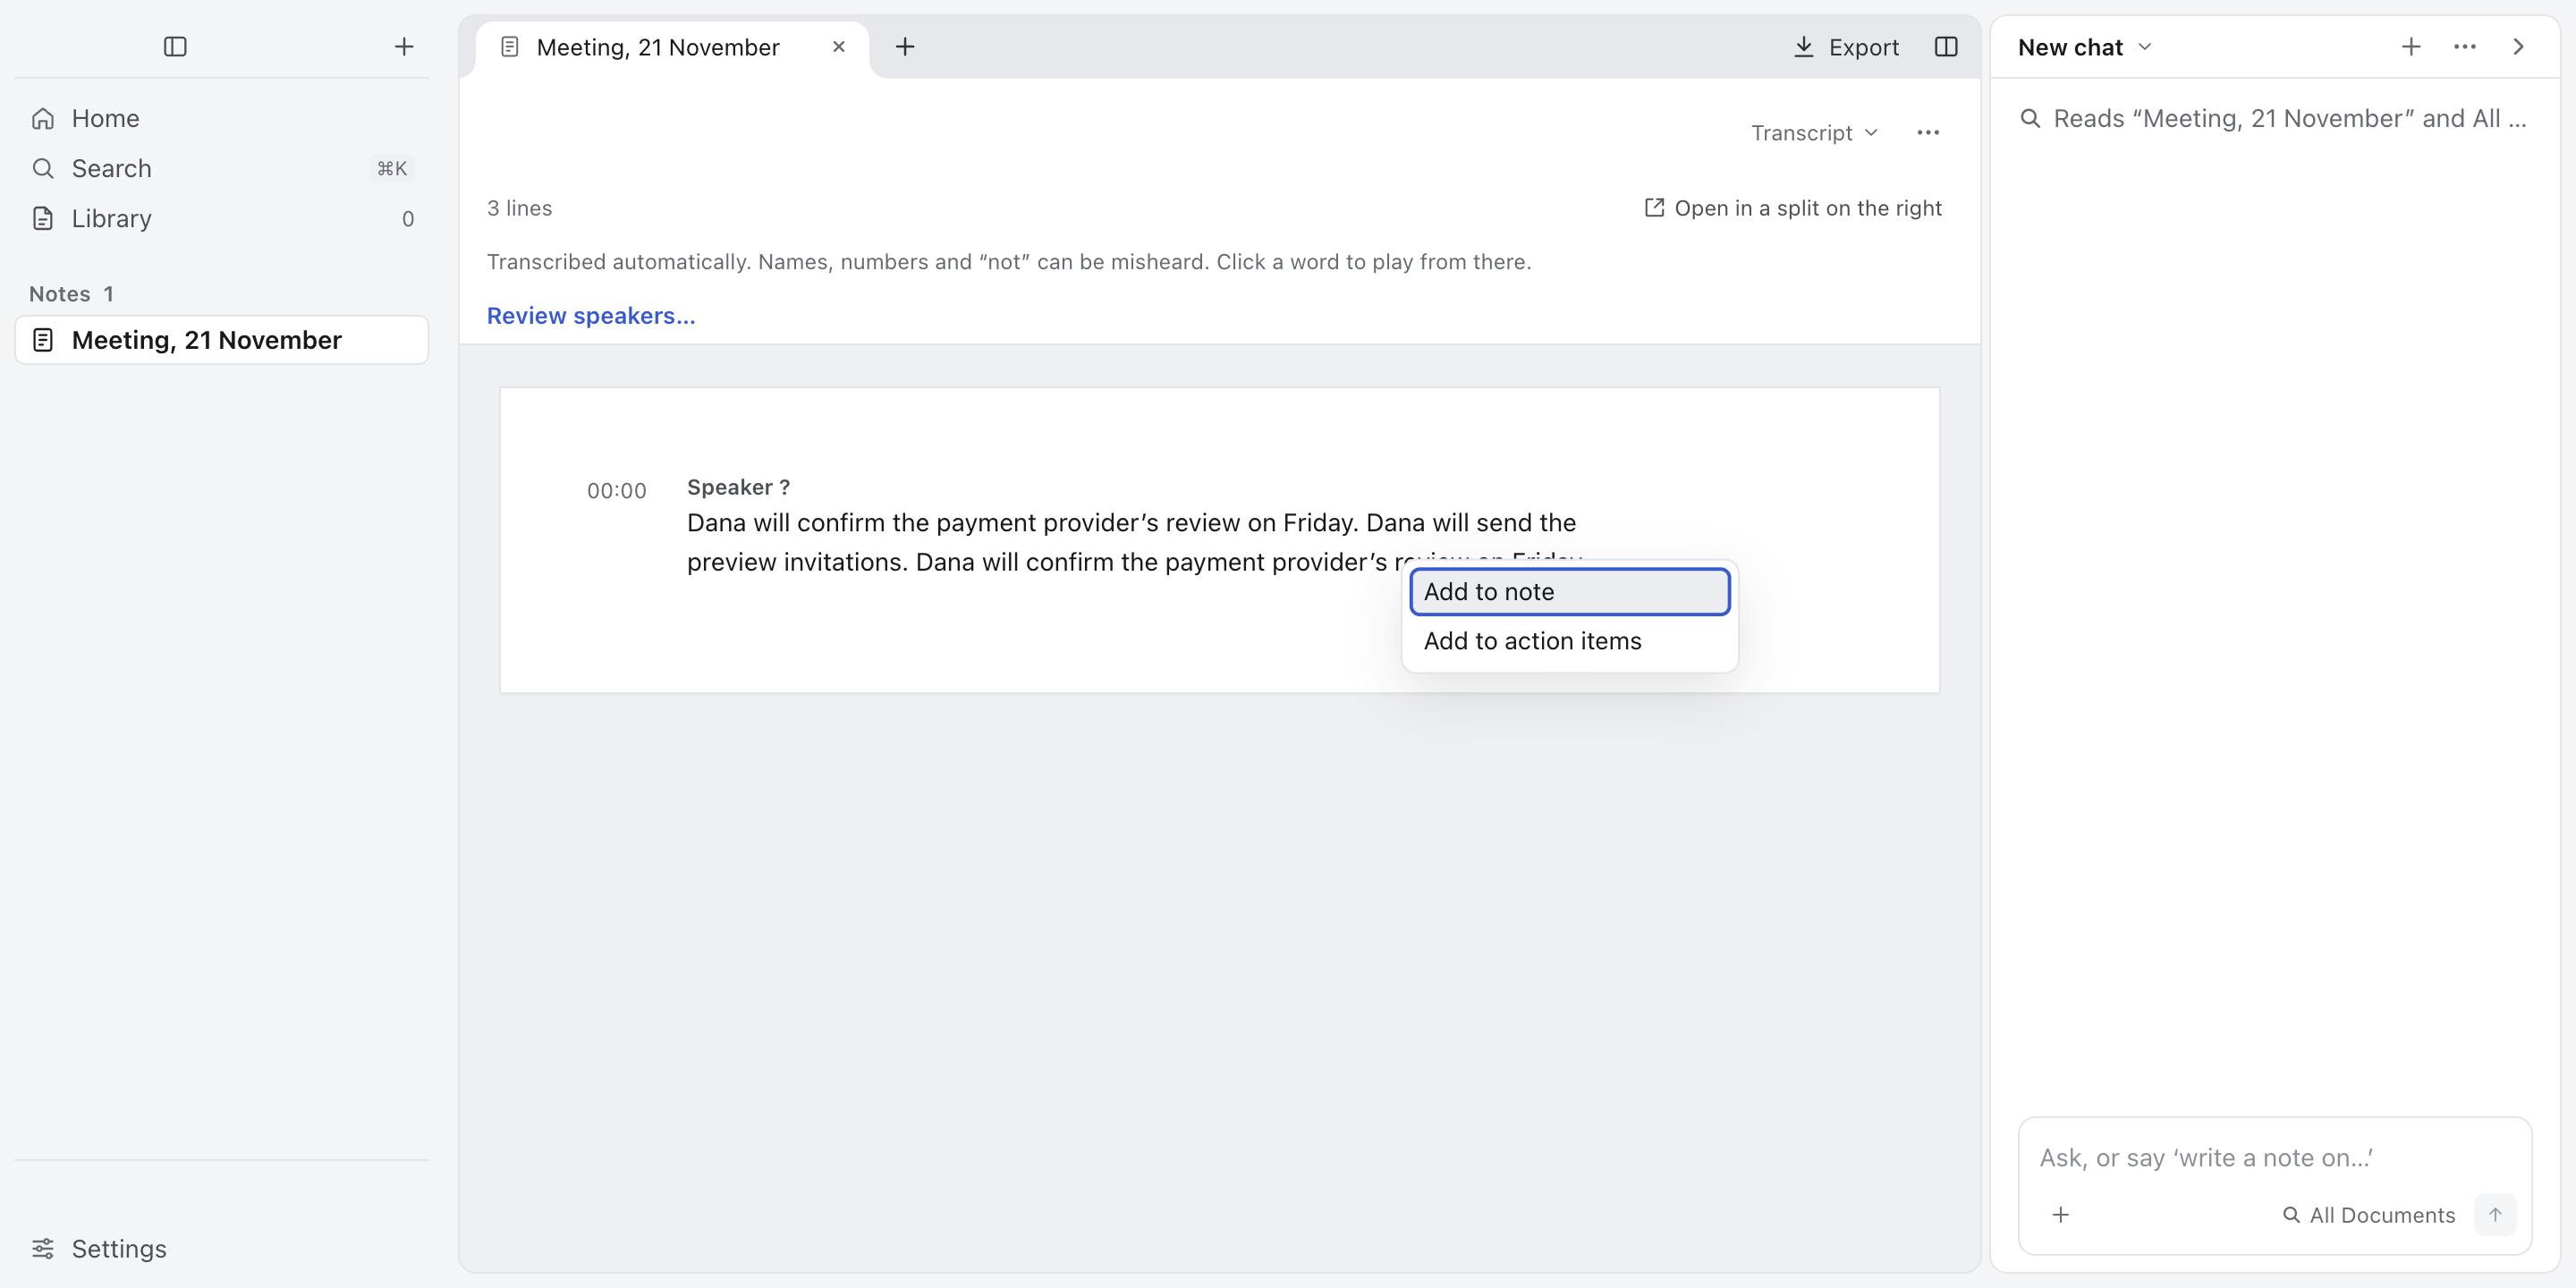 Meeting, 21 November
Export
New chat
Home
Search
⌘K
Library
0
Notes 1
Meeting, 21 November
Transcript
3 lines
Open in a split on the right
Transcribed automatically. Names, numbers and “not” can be misheard. Click a word to play from there.
Review speakers...
00:00
Speaker ?
Dana will confirm the payment provider’s review on Friday. Dana will send the
preview invitations. Dana will confirm the payment provider’s review on Friday.
Add to note
Add to action items
Reads “Meeting, 21 November” and All ...
Ask, or say ‘write a note on...’
All Documents
Settings